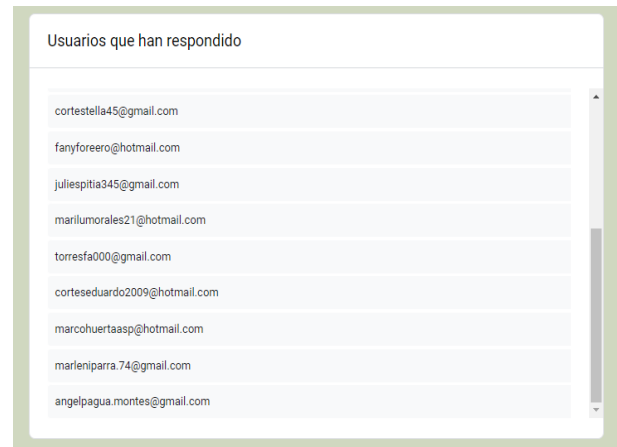 Usuarios que han respondido
cortestella45@gmail.com
fanyforeero@hotmail.com
juliespitia345@gmail.com
marilumorales21@hotmail.com
torresfa000@gmail.com
corteseduardo2009@hotmail.com
marcohuertaasp@hotmail.com
marleniparra.74@gmail.com
angelpagua.montes@gmail.com